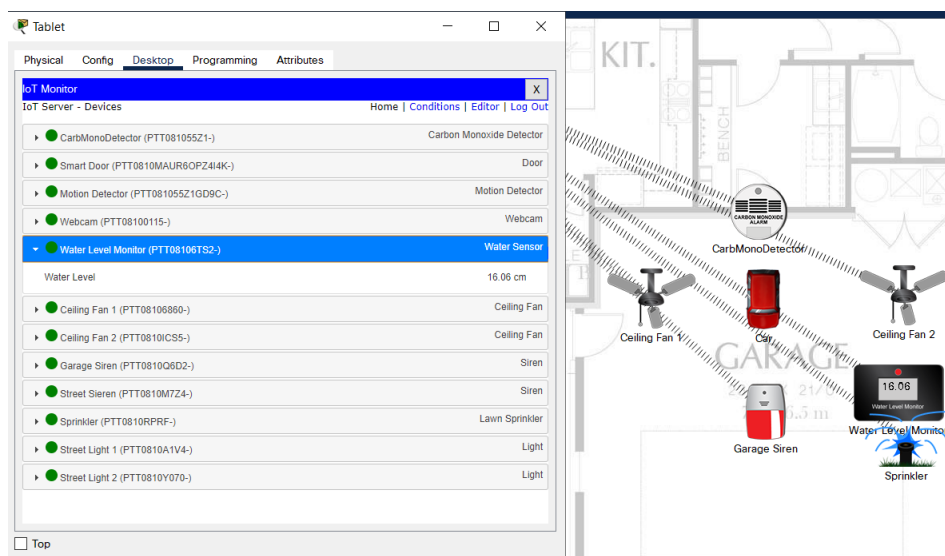 Tablet
Physical Config Desktop Programming Attributes
IoT Monitor X
IoT Server - Devices Home | Conditions | Editor | Log Out
CarbMonoDetector (PTT081055Z1-) Carbon Monoxide Detector
Smart Door (PTT0810MAUR6OPZ4I4K-) Door
Motion Detector (PTT081055Z1GD9C-) Motion Detector
Webcam (PTT08100115-) Webcam
Water Level Monitor (PTT08106TS2-) Water Sensor
Water Level 16.06 cm
Ceiling Fan 1 (PTT08106860-) Ceiling Fan
Ceiling Fan 2 (PTT0810ICS5-) Ceiling Fan
Garage Siren (PTT0810Q6D2-) Siren
Street Sieren (PTT0810M7Z4-) Siren
Sprinkler (PTT0810RPRF-) Lawn Sprinkler
Street Light 1 (PTT0810A1V4-) Light
Street Light 2 (PTT0810Y070-) Light
Top
KIT.
BENCH
CARBON MONOXIDE
ALARM
CarbMonoDetector
Ceiling Fan 1
Car
Ceiling Fan 2
GARAGE
21/0
6.5 m
16.06
Water Level Monitor
Water Level Monitor
Garage Siren
Sprinkler